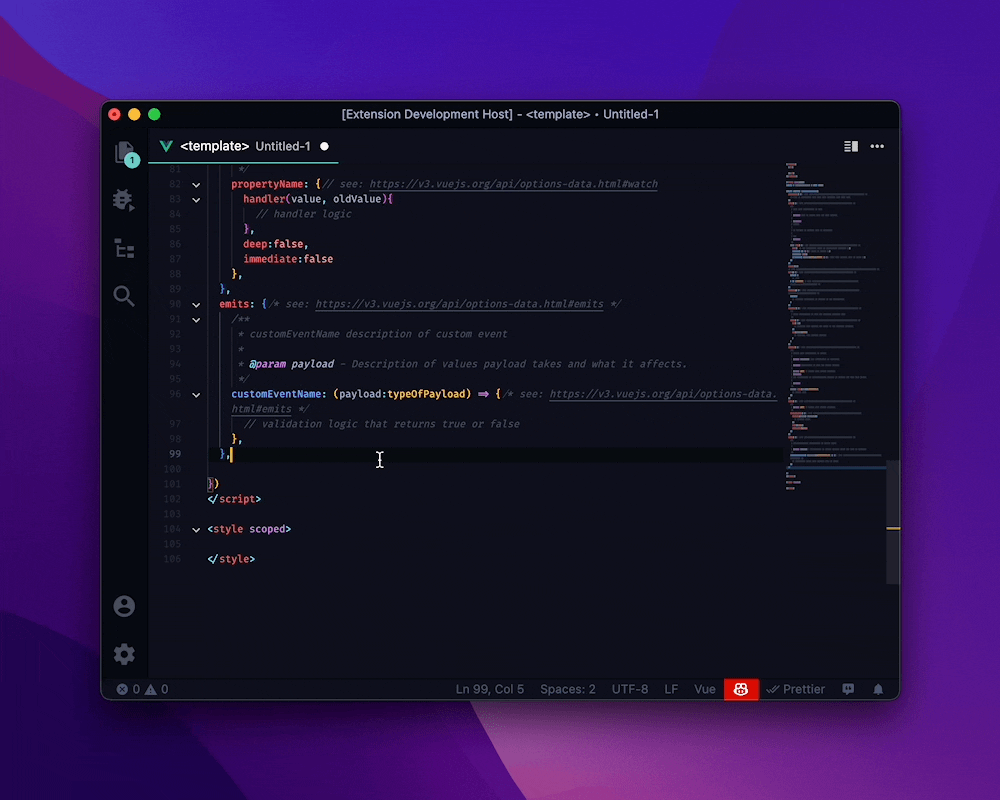 [Extension Development Host] - <template> • Untitled-1
<template> Untitled-1
1
81 */
82 propertyName: {// see: https://v3.vuejs.org/api/options-data.html#watch
83 handler(value, oldValue){
84 // handler logic
85 },
86 deep:false,
87 immediate:false
88 },
89 },
90 emits: {/* see: https://v3.vuejs.org/api/options-data.html#emits */
91 /**
92 * customEventName description of custom event
93 *
94 * @param payload - Description of values payload takes and what it affects.
95 */
96 customEventName: (payload:typeOfPayload) => {/* see: https://v3.vuejs.org/api/options-data.
html#emits */
97 // validation logic that returns true or false
98 },
99 },
100
101 })
102 </script>
103
104 <style scoped>
105
106 </style>
0 0 Ln 99, Col 5 Spaces: 2 UTF-8 LF Vue Prettier